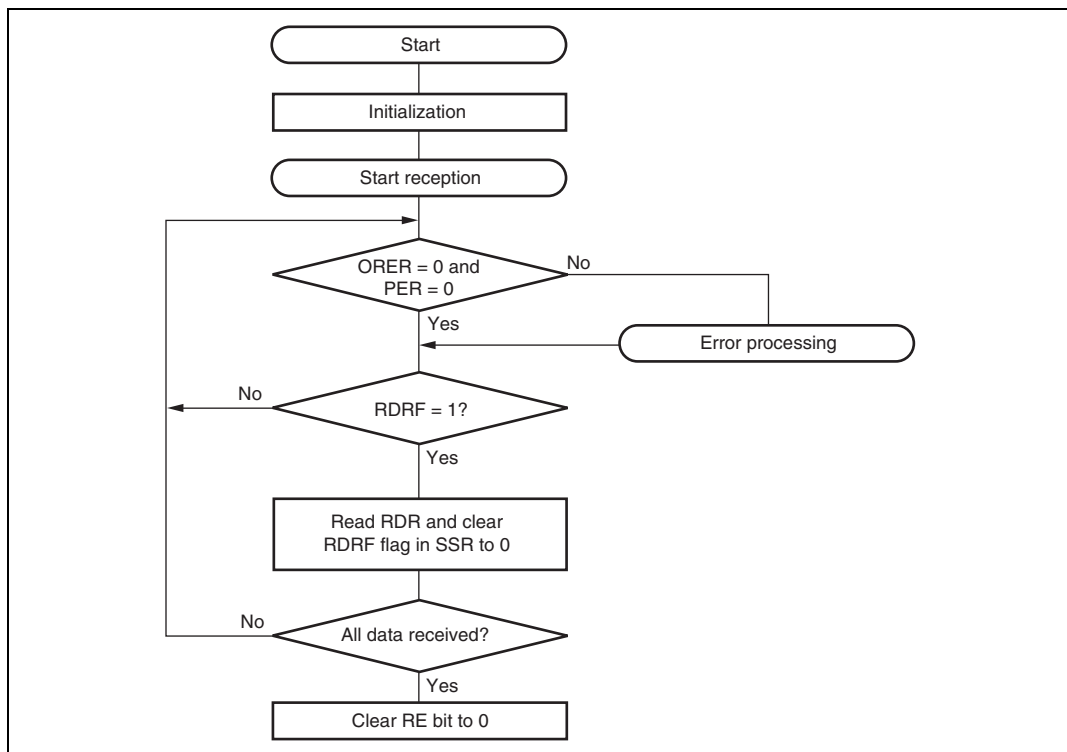 Start
Initialization
Start reception
ORER = 0 and
PER = 0
No
Yes
Error processing
No
RDRF = 1?
Yes
Read RDR and clear
RDRF flag in SSR to 0
No
All data received?
Yes
Clear RE bit to 0